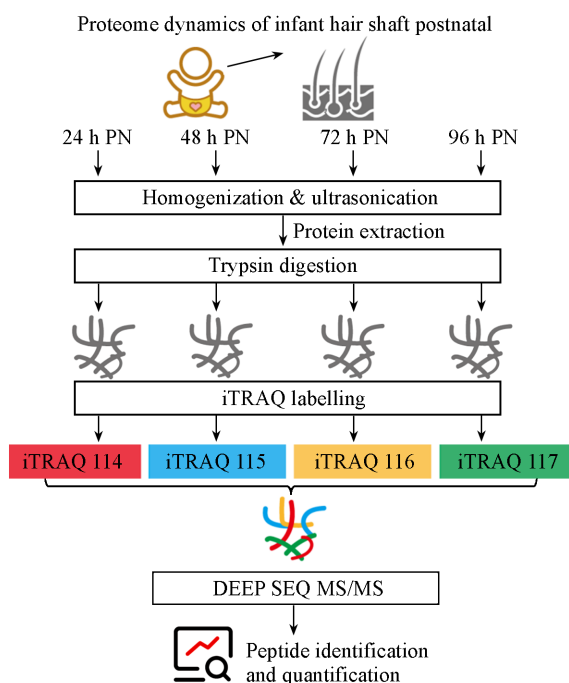 Proteome dynamics of infant hair shaft postnatal
24 h PN 48 h PN 72 h PN 96 h PN
Homogenization & ultrasonication
Protein extraction
Trypsin digestion
iTRAQ labelling
iTRAQ 114 iTRAQ 115 iTRAQ 116 iTRAQ 117
DEEP SEQ MS/MS
Peptide identification
and quantification